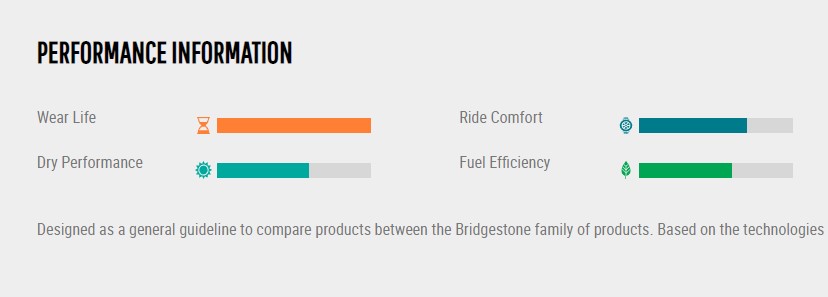 PERFORMANCE INFORMATION
Wear Life
Ride Comfort
Dry Performance
Fuel Efficiency
Designed as a general guideline to compare products between the Bridgestone family of products. Based on the technologies